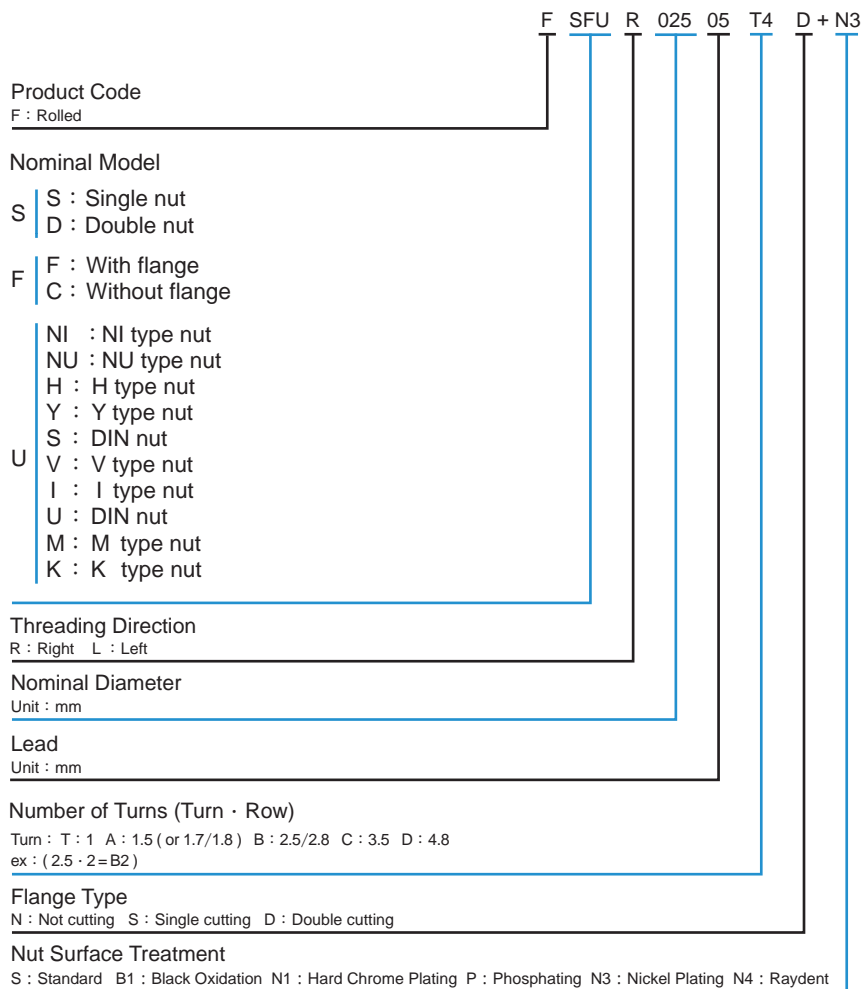 F SFU R 025 05 T4 D + N3
Product Code
F：Rolled
Nominal Model
S
S：Single nut
D：Double nut
F
F：With flange
C：Without flange
U
NI ：NI type nut
NU：NU type nut
H：H type nut
Y：Y type nut
S：DIN nut
V：V type nut
I：I type nut
U：DIN nut
M：M type nut
K：K type nut
Threading Direction
R：Right L：Left
Nominal Diameter
Unit：mm
Lead
Unit：mm
Number of Turns (Turn · Row)
Turn：T：1 A：1.5 ( or 1.7/1.8 ) B：2.5/2.8 C：3.5 D：4.8
ex：( 2.5 · 2 = B2 )
Flange Type
N：Not cutting S：Single cutting D：Double cutting
Nut Surface Treatment
S：Standard B1：Black Oxidation N1：Hard Chrome Plating P：Phosphating N3：Nickel Plating N4：Raydent